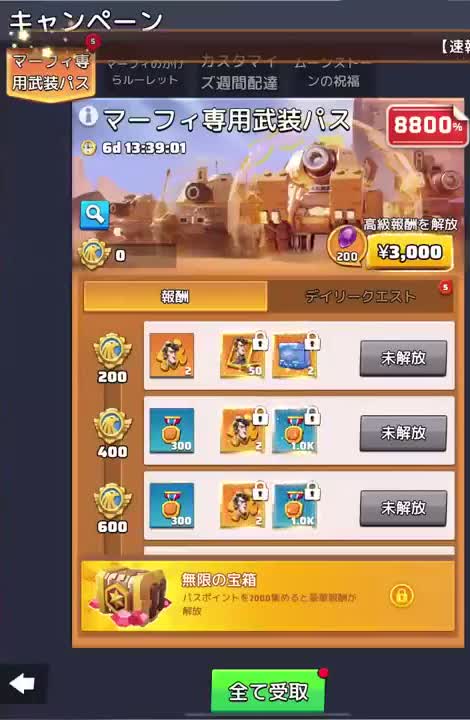 キャンペーン
5
【速報
マーフィ専
用武装パス
マーフィのかけ
らルーレット
カスタマイ
ズ週間配達
ムーンストー
ンの祝福
マーフィ専用武装パス
8800%
6d 13:39:01
高級報酬を解放
200
¥3,000
0
報酬
デイリークエスト
5
2
50
2
未解放
200
300
2
1.0K
未解放
400
300
2
1.0K
未解放
600
無限の宝箱
パスポイントを2000集めると豪華報酬が
解放
全て受取